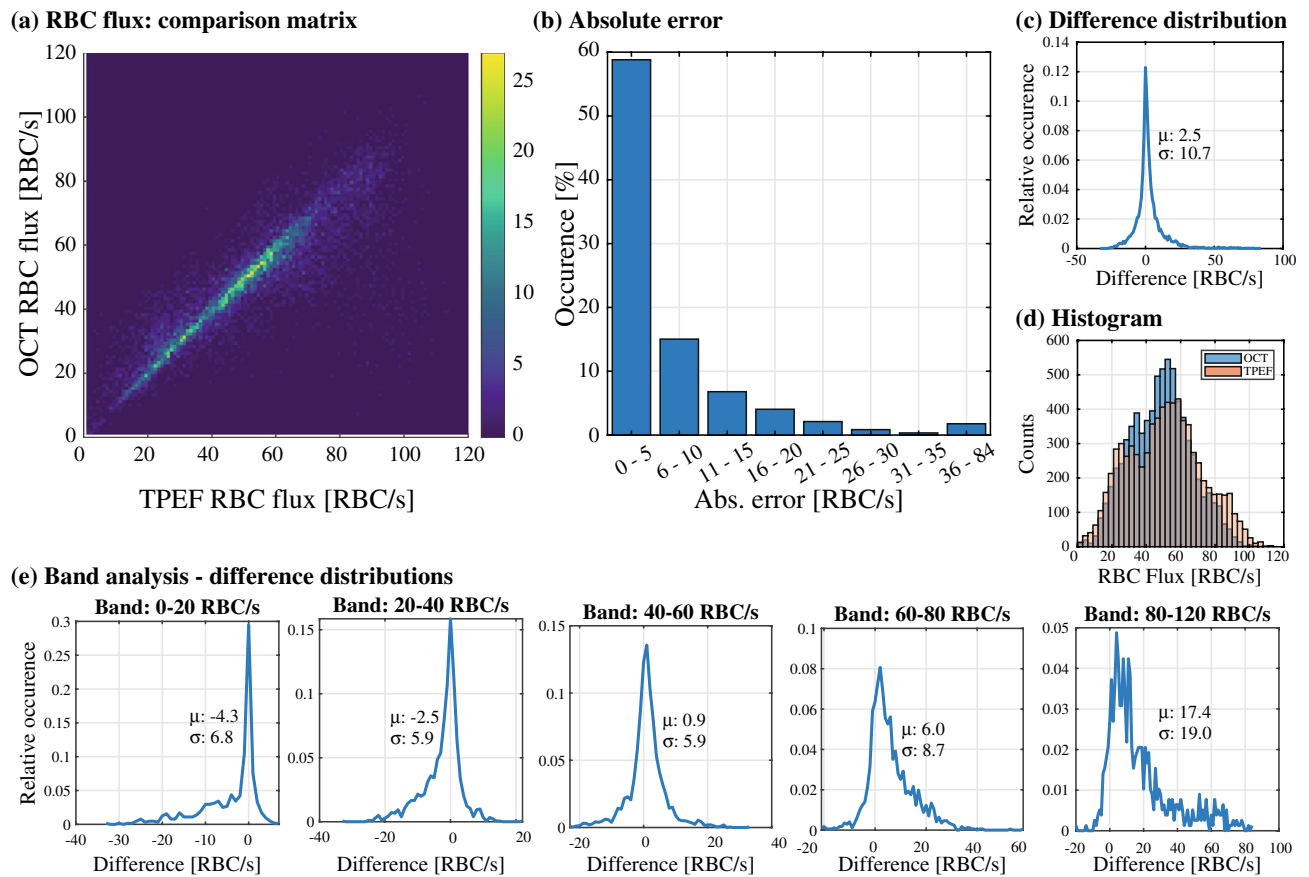 (a) RBC flux: comparison matrix
120
100
80
60
40
20
0
0
20
40
60
80
100
120
OCT RBC flux [RBC/s]
TPEF RBC flux [RBC/s]
25
20
15
10
5
0
(b) Absolute error
60
50
40
30
20
10
0
Occurence [%]
0 - 5
6 - 10
11 - 15
16 - 20
21 - 25
26 - 30
31 - 35
36 - 84
Abs. error [RBC/s]
(c) Difference distribution
0.14
0.12
0.1
0.08
0.06
0.04
0.02
0
Relative occurence
μ: 2.5
σ: 10.7
-50
0
50
100
Difference [RBC/s]
(d) Histogram
600
500
400
300
200
100
0
Counts
OCT
TPEF
0
20
40
60
80
100
120
RBC Flux [RBC/s]
(e) Band analysis - difference distributions
Band: 0-20 RBC/s
0.3
0.25
0.2
0.15
0.1
0.05
0
Relative occurence
μ: -4.3
σ: 6.8
-40
-30
-20
-10
0
Difference [RBC/s]
Band: 20-40 RBC/s
0.15
0.1
0.05
0
μ: -2.5
σ: 5.9
-40
-20
0
20
Difference [RBC/s]
Band: 40-60 RBC/s
0.15
0.1
0.05
0
μ: 0.9
σ: 5.9
-20
0
20
40
Difference [RBC/s]
Band: 60-80 RBC/s
0.1
0.08
0.06
0.04
0.02
0
μ: 6.0
σ: 8.7
-20
0
20
40
60
Difference [RBC/s]
Band: 80-120 RBC/s
0.05
0.04
0.03
0.02
0.01
0
μ: 17.4
σ: 19.0
-20
0
20
40
60
80
100
Difference [RBC/s]